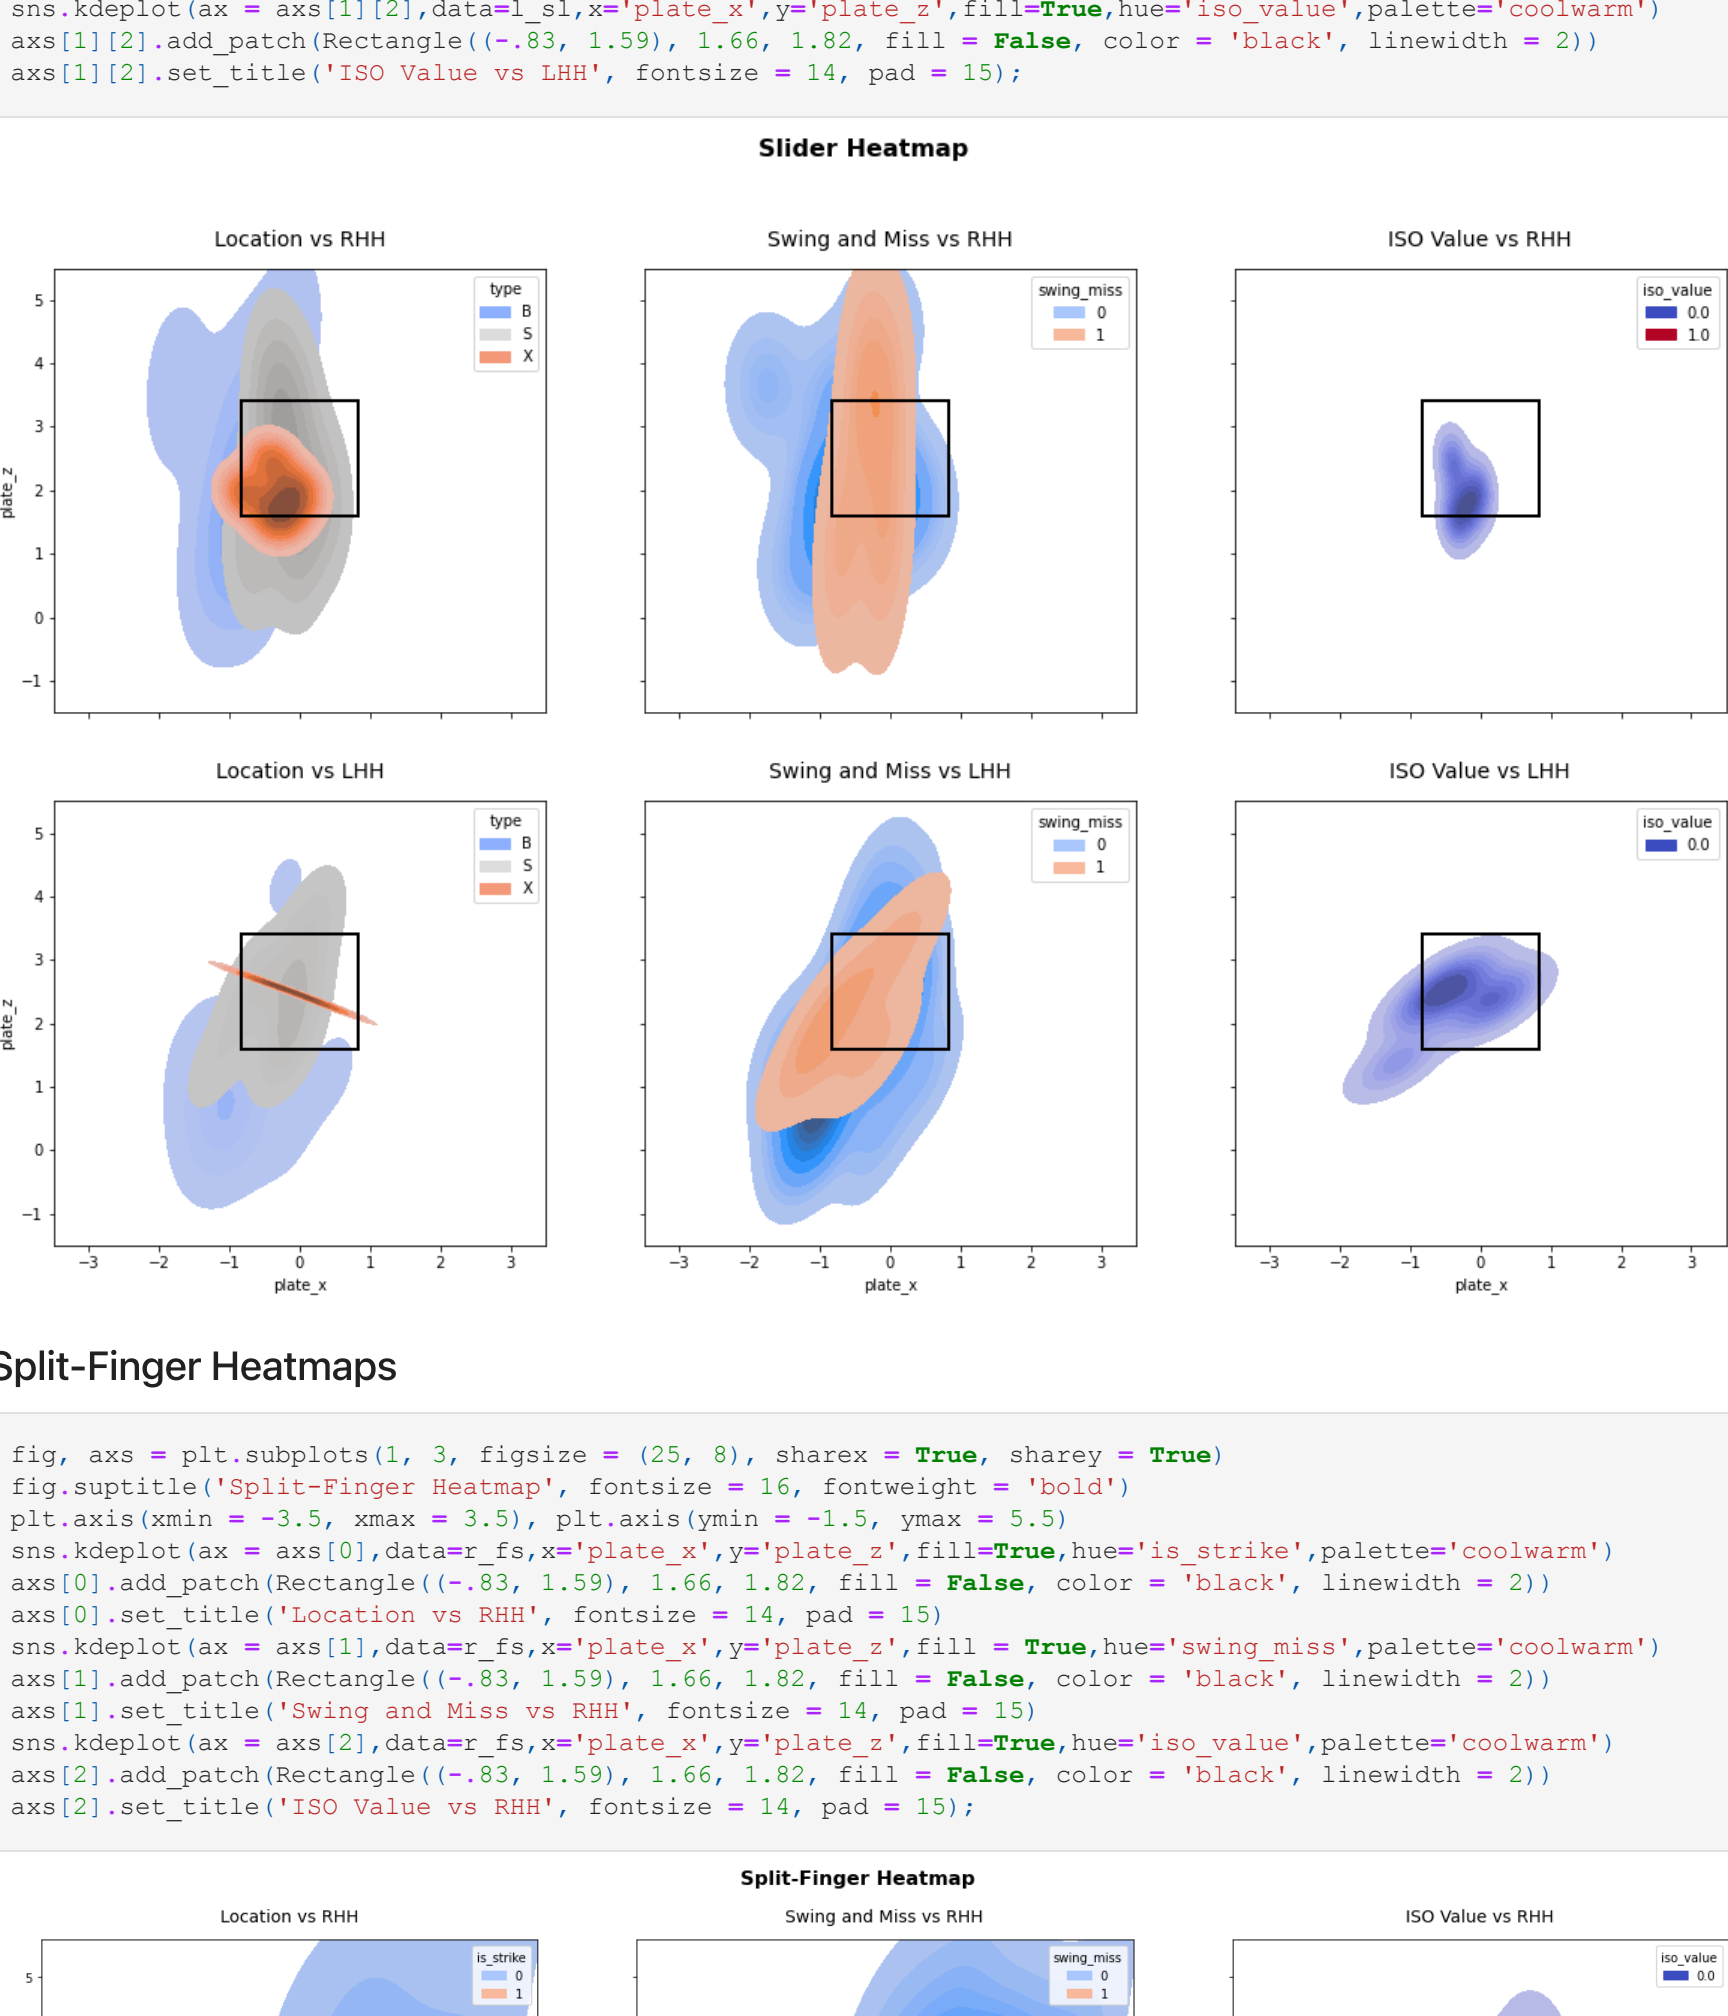 sns.kdeplot(ax = axs[1][2],data=l_sl,x='plate_x',y='plate_z',fill=True,hue='iso_value',palette='coolwarm')
axs[1][2].add_patch(Rectangle((-.83, 1.59), 1.66, 1.82, fill = False, color = 'black', linewidth = 2))
axs[1][2].set_title('ISO Value vs LHH', fontsize = 14, pad = 15);
Slider Heatmap
Location vs RHH
Swing and Miss vs RHH
ISO Value vs RHH
type
B
S
X
swing_miss
0
1
iso_value
0.0
1.0
5
4
3
2
1
0
−1
plate_z
Location vs LHH
Swing and Miss vs LHH
ISO Value vs LHH
type
B
S
X
swing_miss
0
1
iso_value
0.0
5
4
3
2
1
0
−1
plate_z
−3 −2 −1 0 1 2 3
−3 −2 −1 0 1 2 3
−3 −2 −1 0 1 2 3
plate_x
plate_x
plate_x
Split-Finger Heatmaps
fig, axs = plt.subplots(1, 3, figsize = (25, 8), sharex = True, sharey = True)
fig.suptitle('Split-Finger Heatmap', fontsize = 16, fontweight = 'bold')
plt.axis(xmin = -3.5, xmax = 3.5), plt.axis(ymin = -1.5, ymax = 5.5)
sns.kdeplot(ax = axs[0],data=r_fs,x='plate_x',y='plate_z',fill=True,hue='is_strike',palette='coolwarm')
axs[0].add_patch(Rectangle((-.83, 1.59), 1.66, 1.82, fill = False, color = 'black', linewidth = 2))
axs[0].set_title('Location vs RHH', fontsize = 14, pad = 15)
sns.kdeplot(ax = axs[1],data=r_fs,x='plate_x',y='plate_z',fill = True,hue='swing_miss',palette='coolwarm')
axs[1].add_patch(Rectangle((-.83, 1.59), 1.66, 1.82, fill = False, color = 'black', linewidth = 2))
axs[1].set_title('Swing and Miss vs RHH', fontsize = 14, pad = 15)
sns.kdeplot(ax = axs[2],data=r_fs,x='plate_x',y='plate_z',fill=True,hue='iso_value',palette='coolwarm')
axs[2].add_patch(Rectangle((-.83, 1.59), 1.66, 1.82, fill = False, color = 'black', linewidth = 2))
axs[2].set_title('ISO Value vs RHH', fontsize = 14, pad = 15);
Split-Finger Heatmap
Location vs RHH
Swing and Miss vs RHH
ISO Value vs RHH
is_strike
0
1
swing_miss
0
1
iso_value
0.0
5